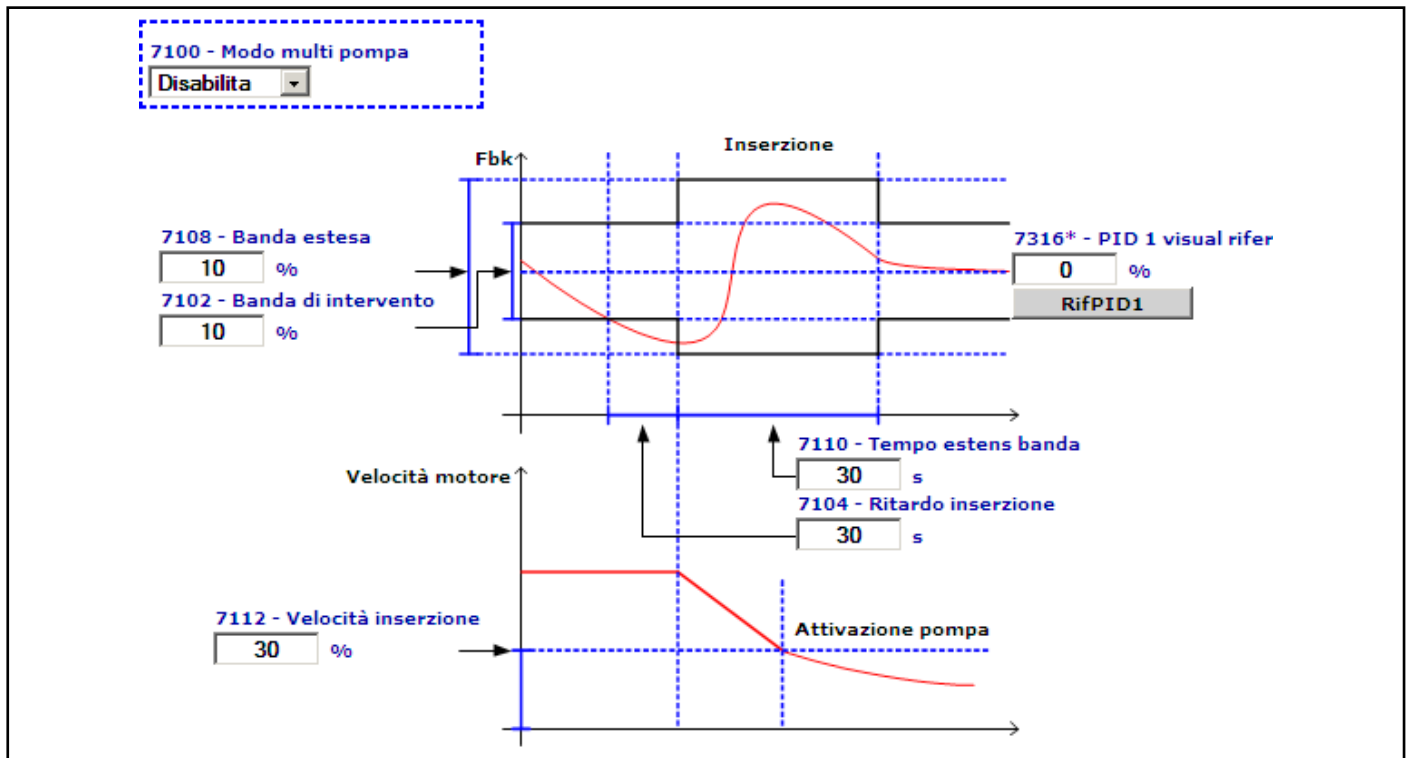 7100 - Modo multi pompa
Disabilita
Inserzione
Fbk
7108 - Banda estesa
10 %
7102 - Banda di intervento
10 %
7316* - PID 1 visual rifer
0 %
RifPID1
7110 - Tempo estens banda
30 s
7104 - Ritardo inserzione
30 s
Velocità motore
7112 - Velocità inserzione
30 %
Attivazione pompa